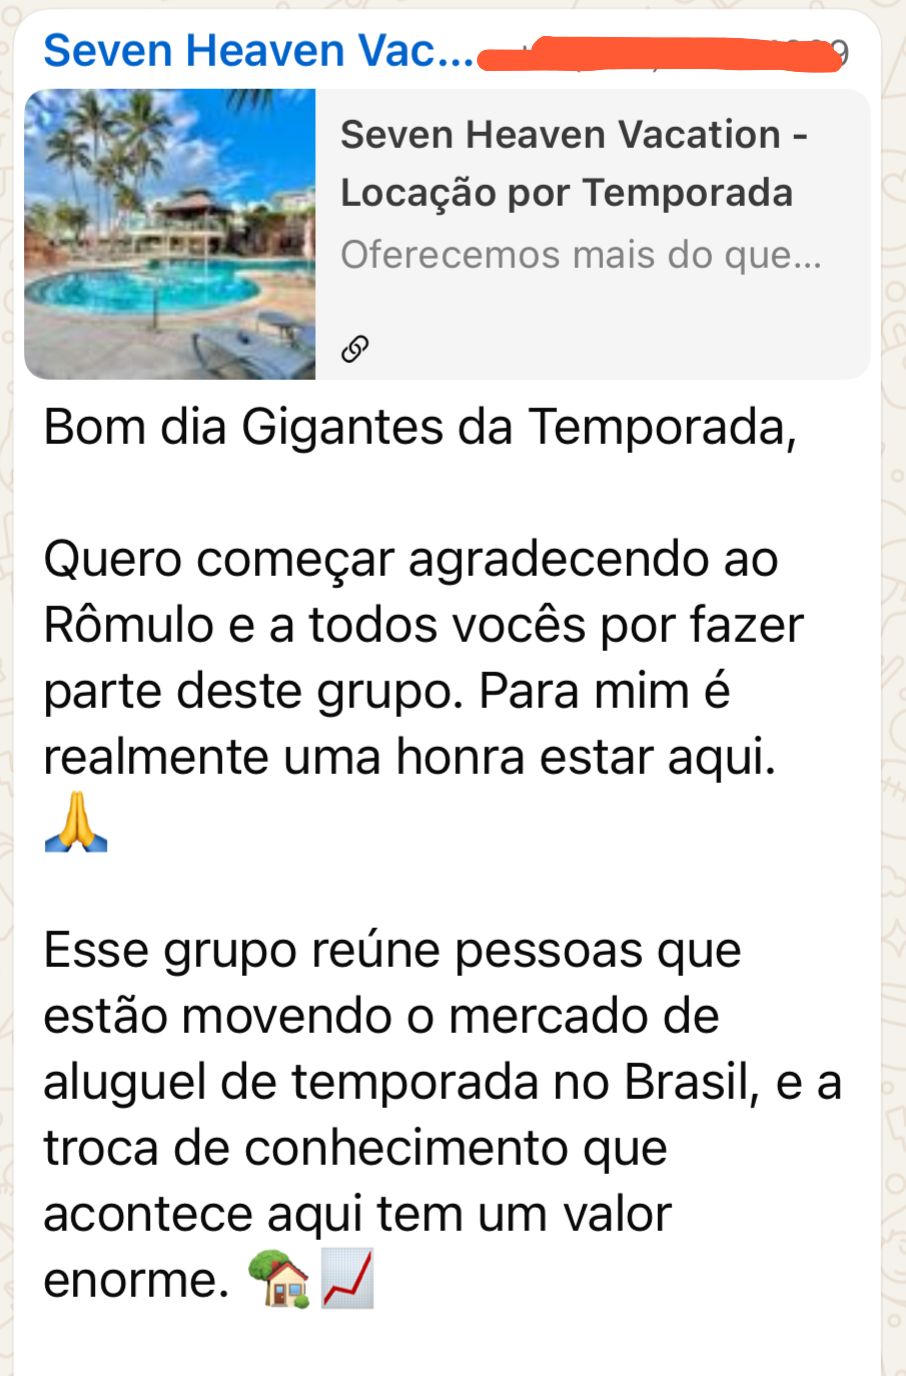 Seven Heaven Vac...
Seven Heaven Vacation -
Locação por Temporada
Oferecemos mais do que...
Bom dia Gigantes da Temporada,
Quero começar agradecendo ao
Rômulo e a todos vocês por fazer
parte deste grupo. Para mim é
realmente uma honra estar aqui.
🙏
Esse grupo reúne pessoas que
estão movendo o mercado de
aluguel de temporada no Brasil, e a
troca de conhecimento que
acontece aqui tem um valor
enorme. 🏡📈